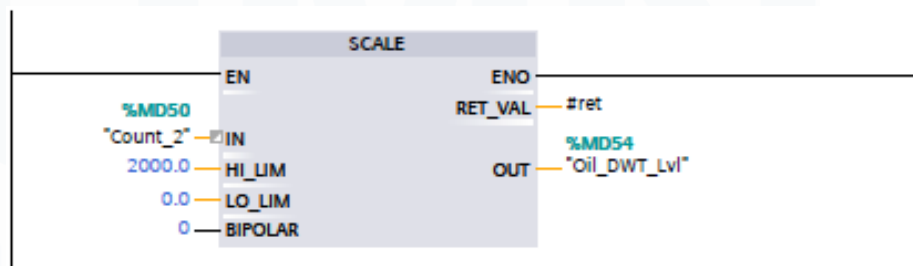 SCALE
EN ENO
%MD50 RET_VAL #ret
"Count_2" IN %MD54
2000.0 HI_LIM OUT "Oil_DWT_Lvl"
0.0 LO_LIM
0 BIPOLAR